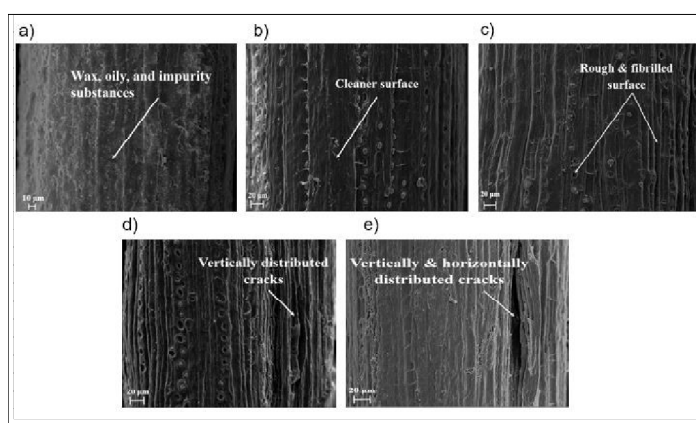 a)
b)
c)
Wax, oily, and impurity
substances
Cleaner surface
Rough & fibrilled
surface
10 µm
20 µm
20 µm
d)
e)
Vertically distributed
cracks
Vertically & horizontally
distributed cracks
20 µm
20 µm